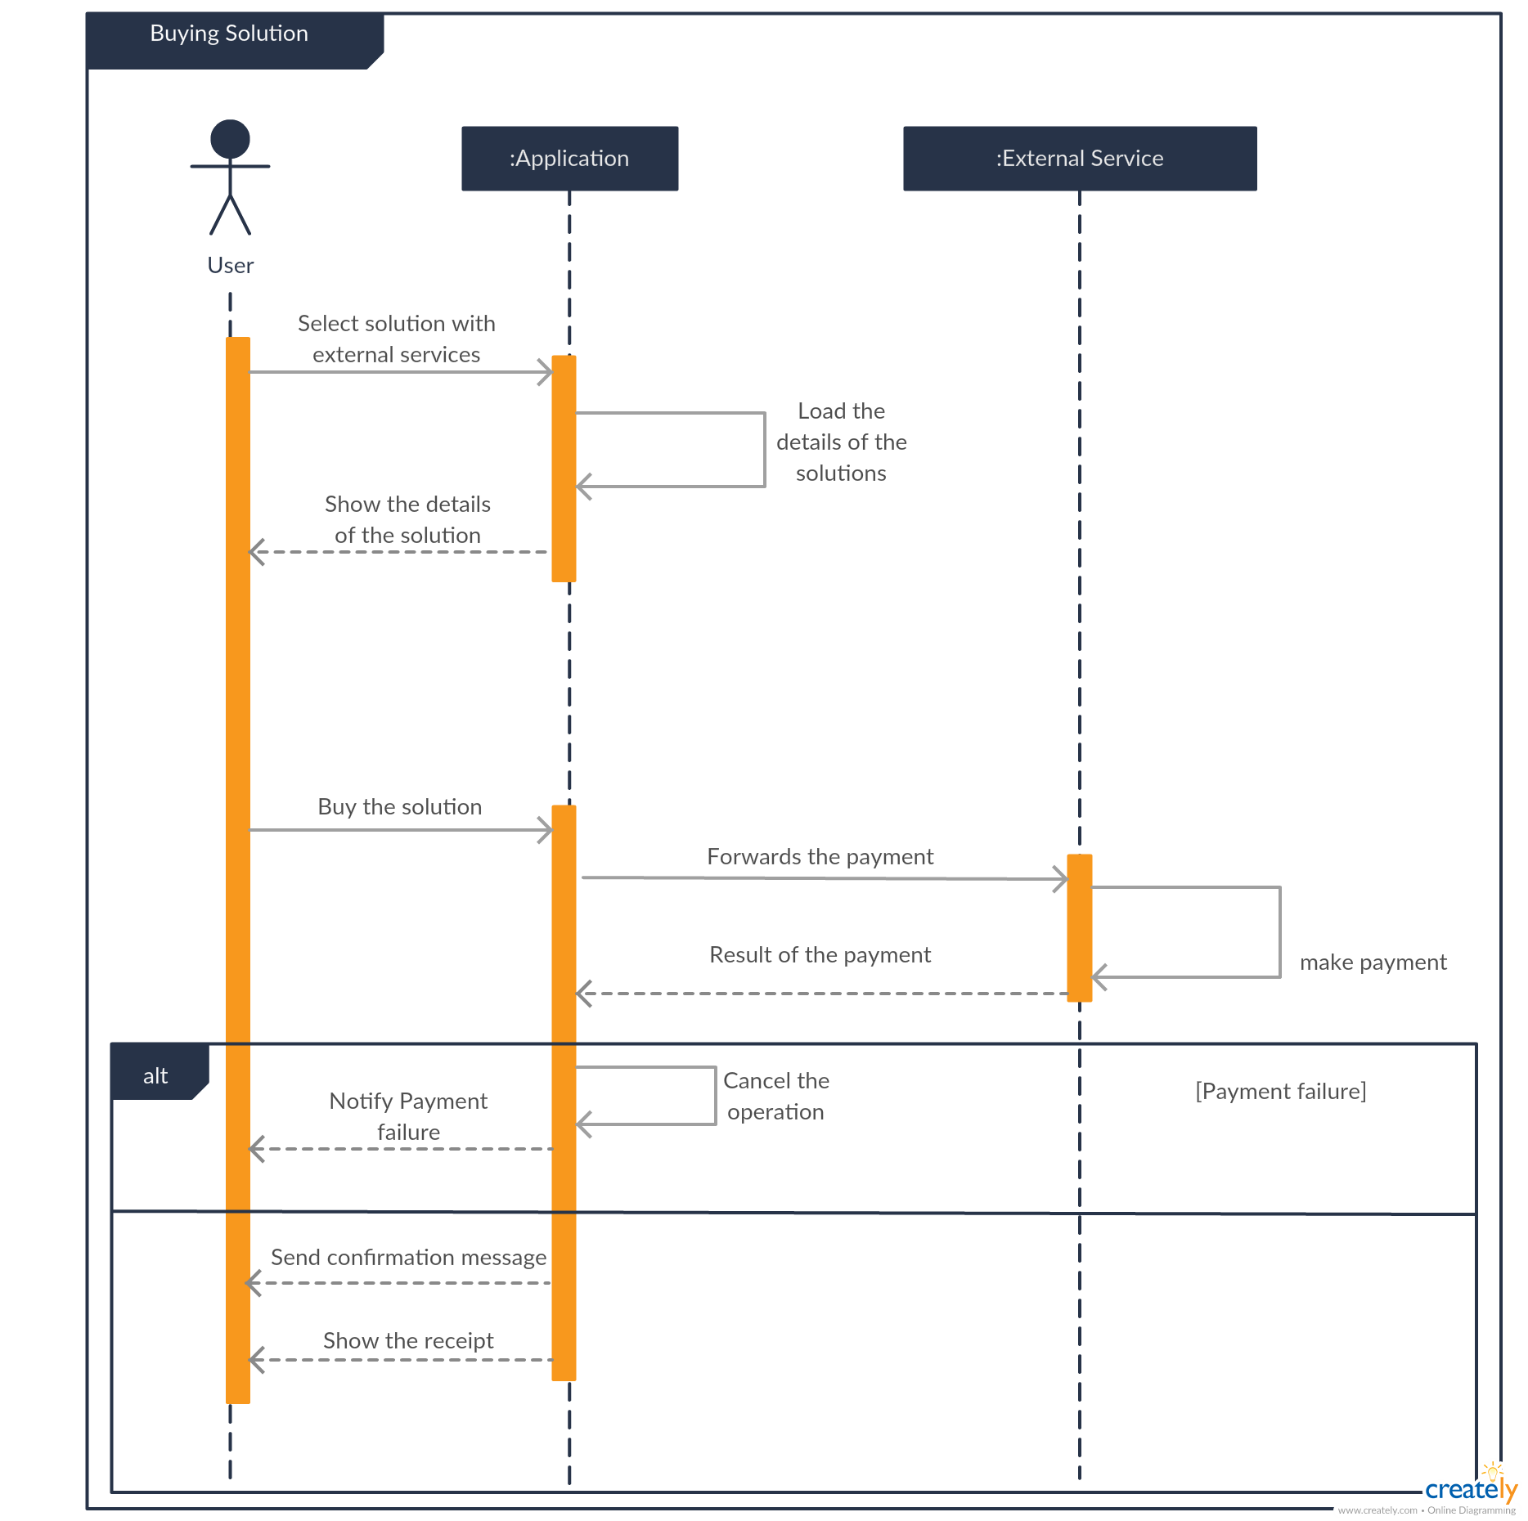 Buying Solution
:Application
:External Service
User
Select solution with
external services
Load the
details of the
solutions
Show the details
of the solution
Buy the solution
Forwards the payment
Result of the payment
make payment
alt
Cancel the
operation
[Payment failure]
Notify Payment
failure
Send confirmation message
Show the receipt
creately
www.creately.com • Online Diagramming